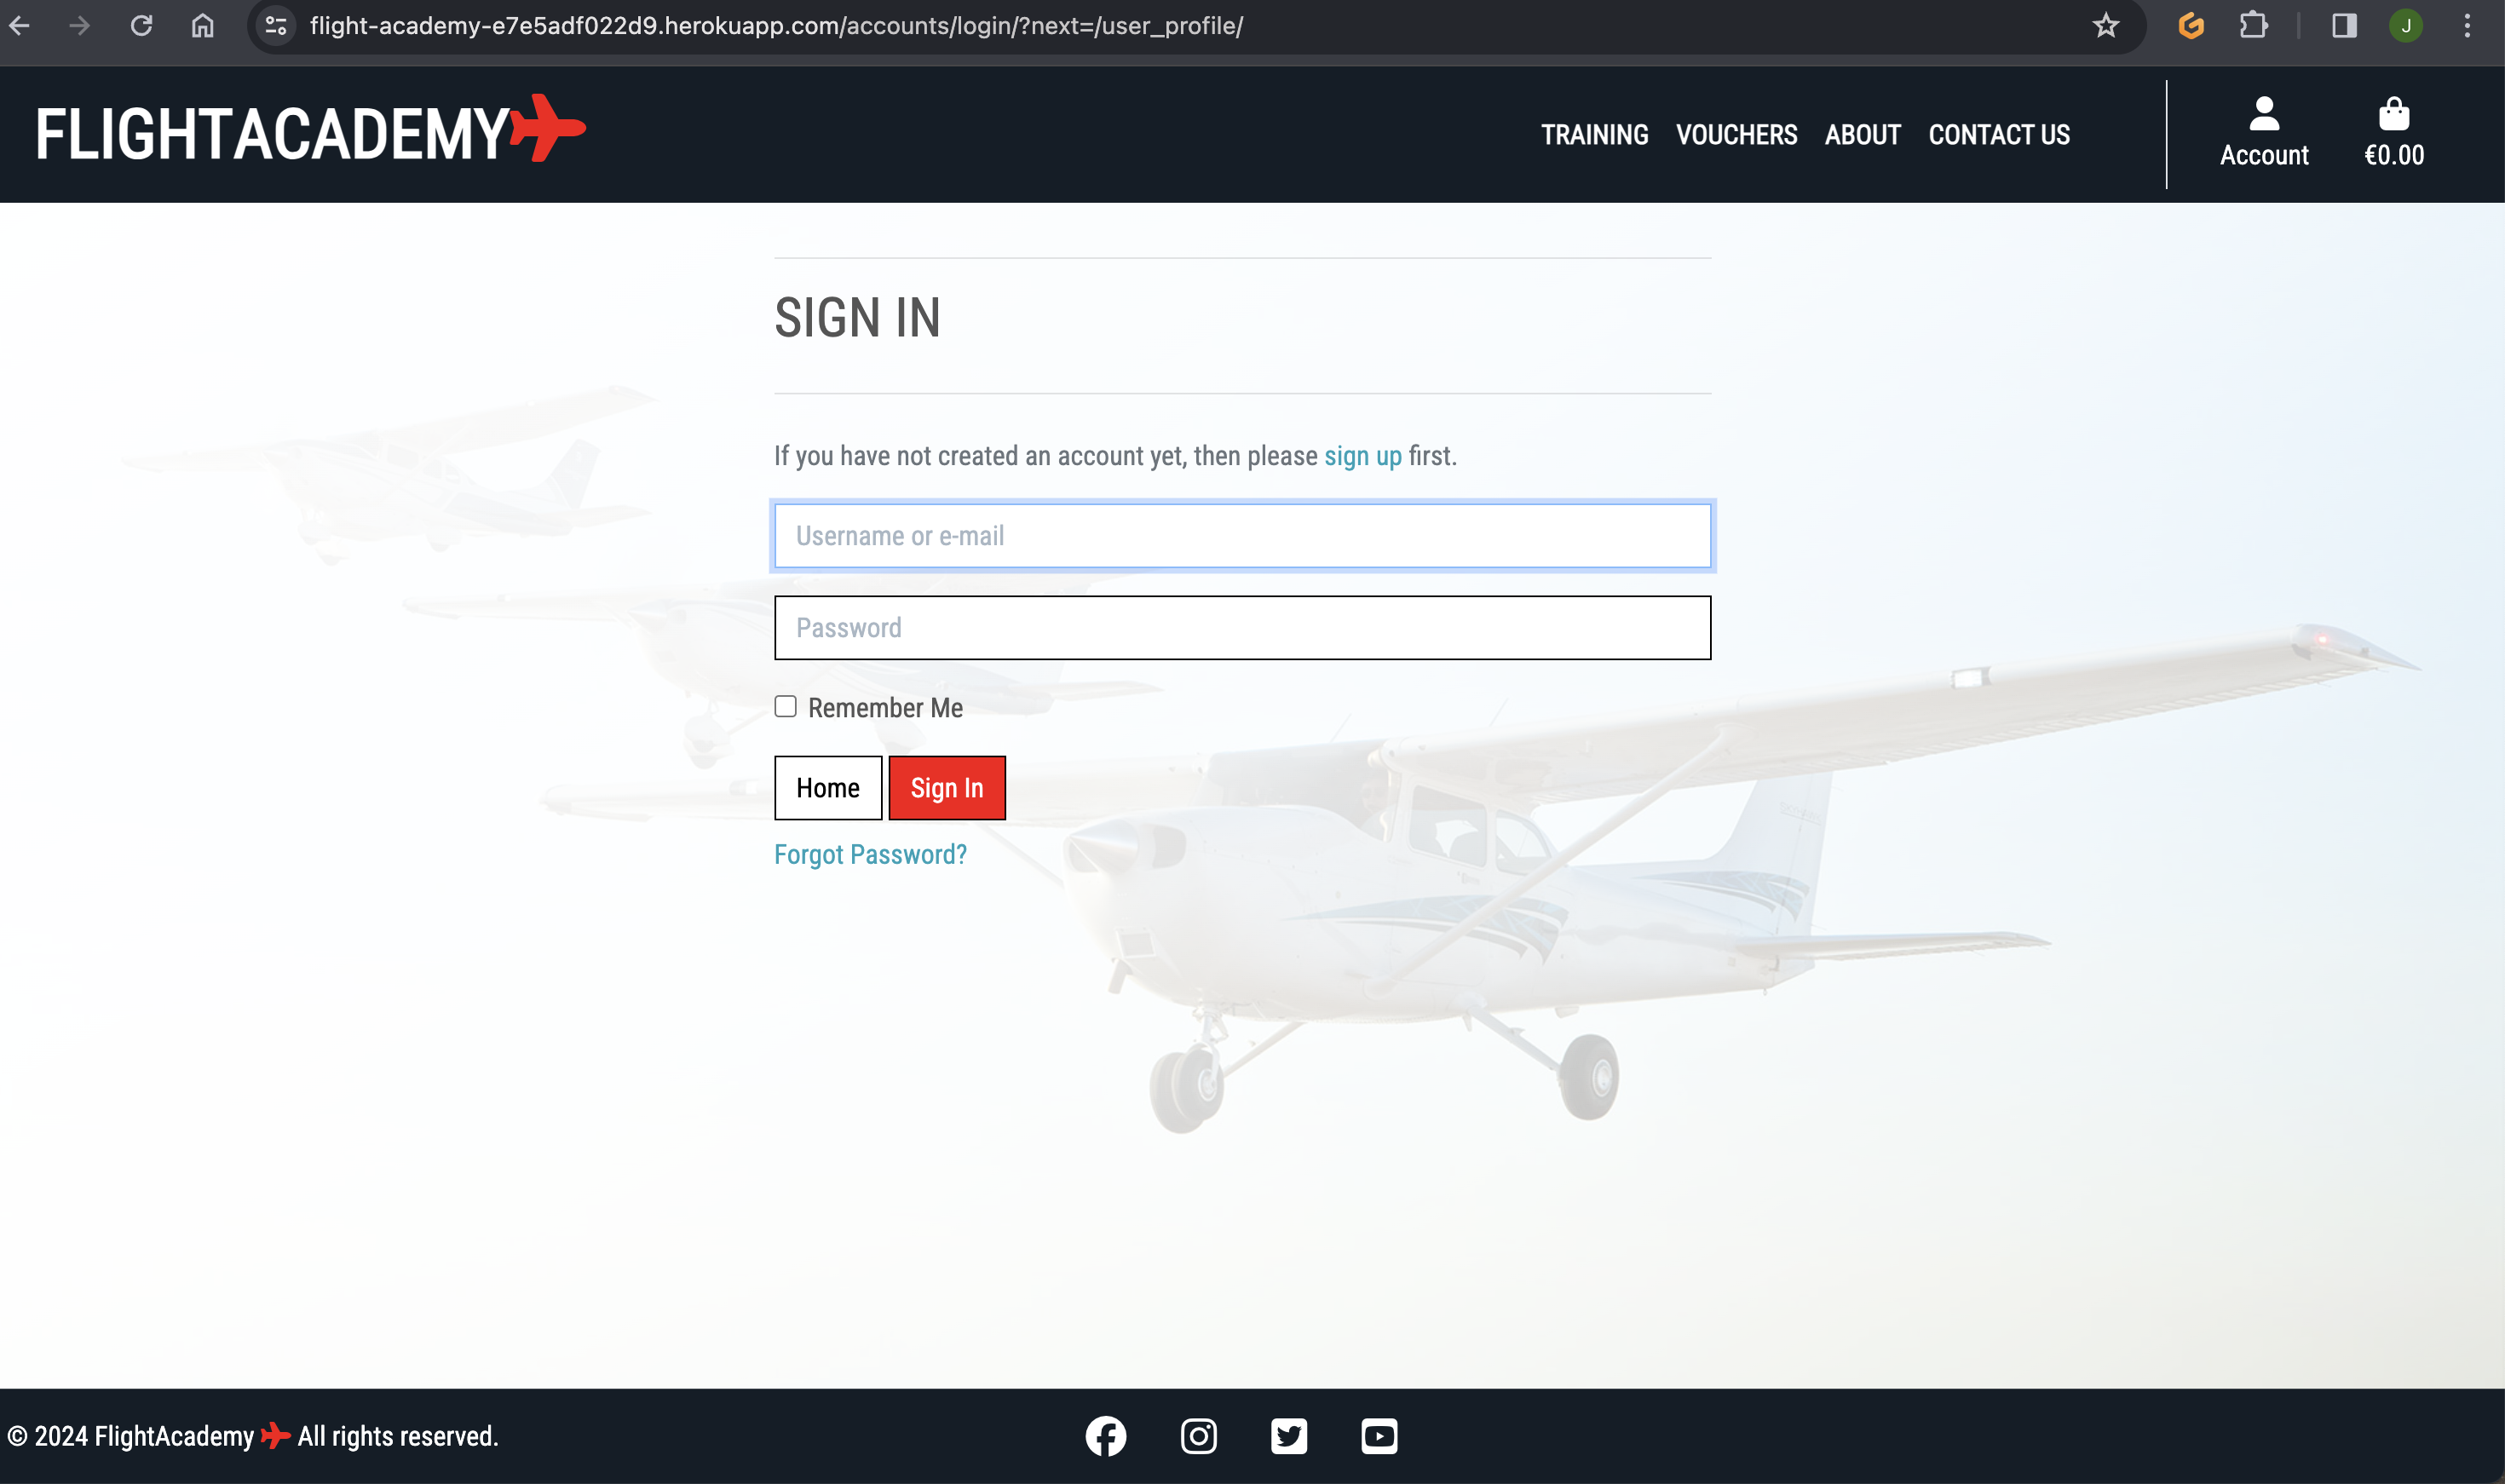 flight-academy-e7e5adf022d9.herokuapp.com/accounts/login/?next=/user_profile/
J
FLIGHTACADEMY
TRAINING VOUCHERS ABOUT CONTACT US
Account €0.00
SIGN IN
If you have not created an account yet, then please sign up first.
Username or e-mail
Password
Remember Me
Home Sign In
Forgot Password?
© 2024 FlightAcademy All rights reserved.